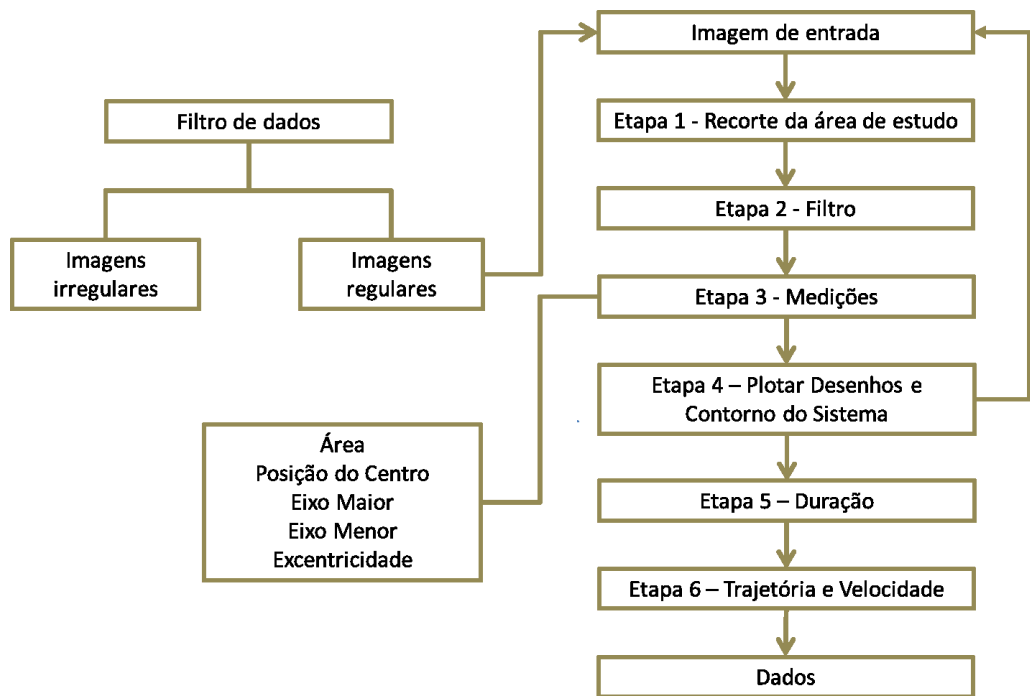 Imagem de entrada
Filtro de dados
Etapa 1 - Recorte da área de estudo
Etapa 2 - Filtro
Imagens
irregulares
Imagens
regulares
Etapa 3 - Medições
Etapa 4 – Plotar Desenhos e
Contorno do Sistema
Área
Posição do Centro
Eixo Maior
Eixo Menor
Excentricidade
Etapa 5 – Duração
Etapa 6 – Trajetória e Velocidade
Dados